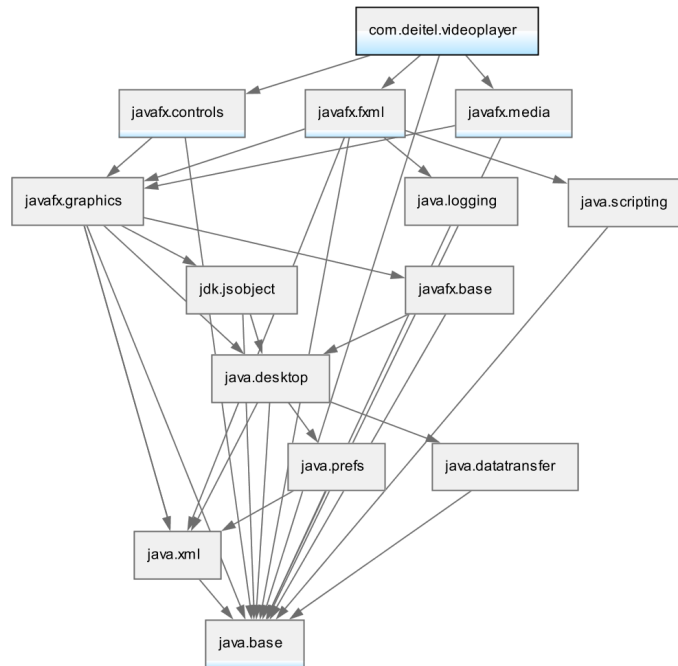 com.deitel.videoplayer
javafx.controls
javafx.fxml
javafx.media
javafx.graphics
java.logging
java.scripting
jdk.jsobject
javafx.base
java.desktop
java.prefs
java.datatransfer
java.xml
java.base